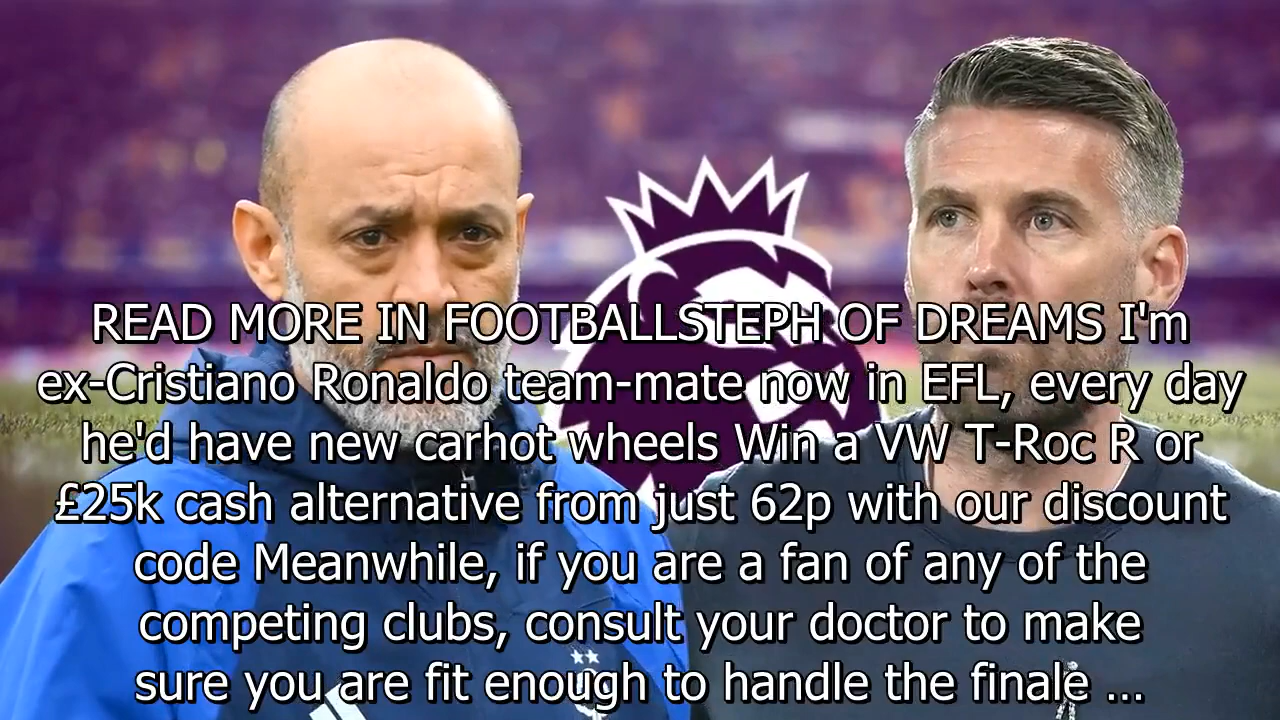 READ MORE IN FOOTBALLSTEPH OF DREAMS I'm
ex-Cristiano Ronaldo team-mate now in EFL, every day
he'd have new carhot wheels Win a VW T-Roc R or
£25k cash alternative from just 62p with our discount
code Meanwhile, if you are a fan of any of the
competing clubs, consult your doctor to make
sure you are fit enough to handle the finale ...